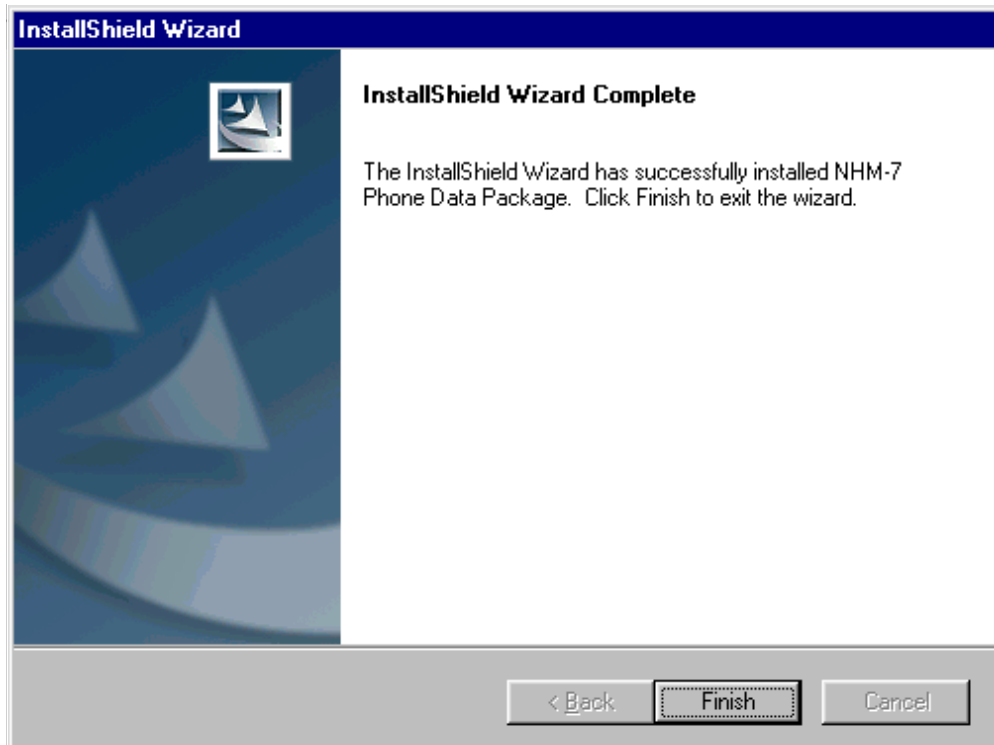 InstallShield Wizard
InstallShield Wizard Complete
The InstallShield Wizard has successfully installed NHM-7
Phone Data Package.  Click Finish to exit the wizard.
< Back
Finish
Cancel